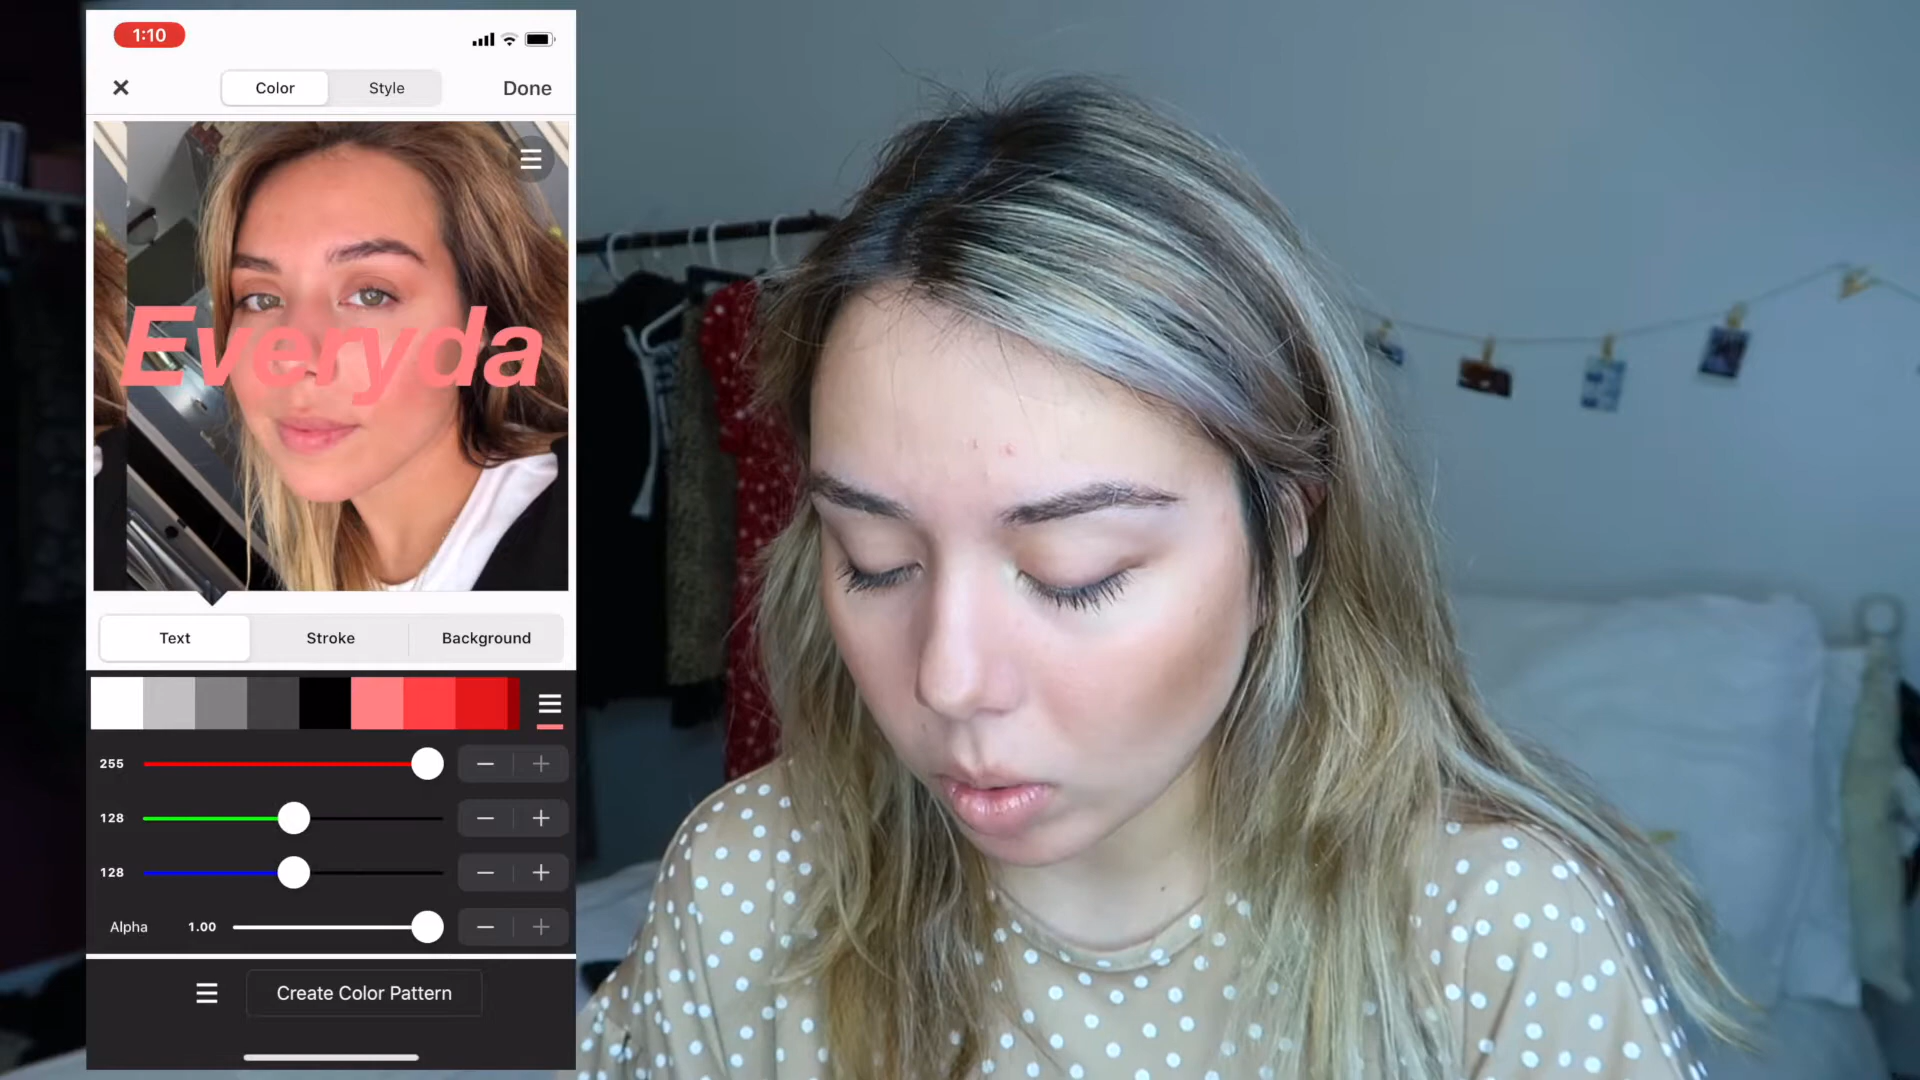 1:10
Color Style Done
Everyda
Text Stroke Background
255
128
128
Alpha 1.00
Create Color Pattern